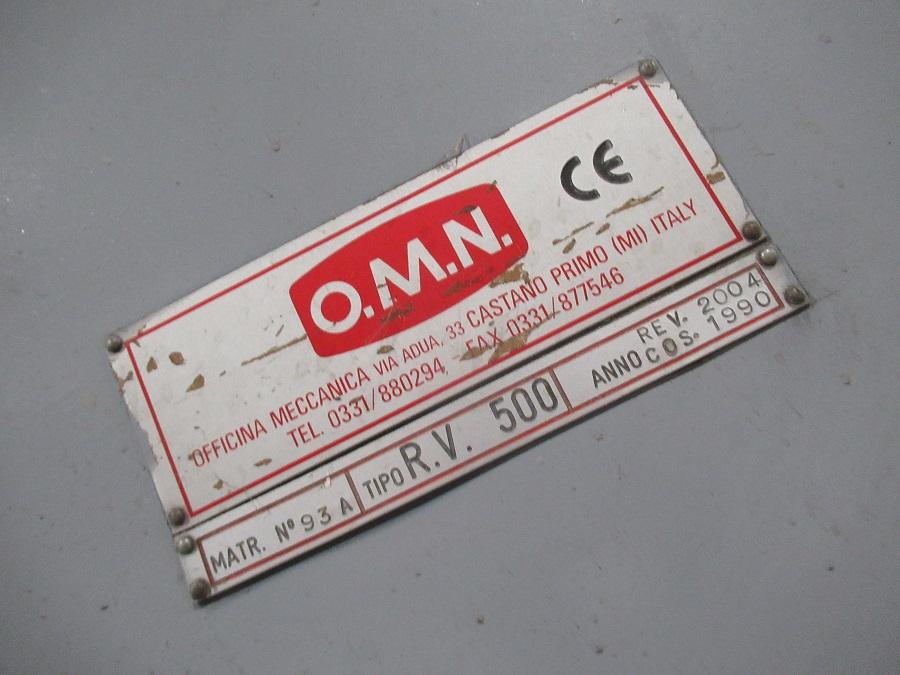 CE
O.M.N.
OFFICINA MECCANICA VIA ADUA, 33 CASTANO PRIMO (MI) ITALY
TEL. 0331/880294, FAX 0331/877546
MATR. N° 93 A
TIPO R.V. 500
REV. 2004
ANNO COS. 1990